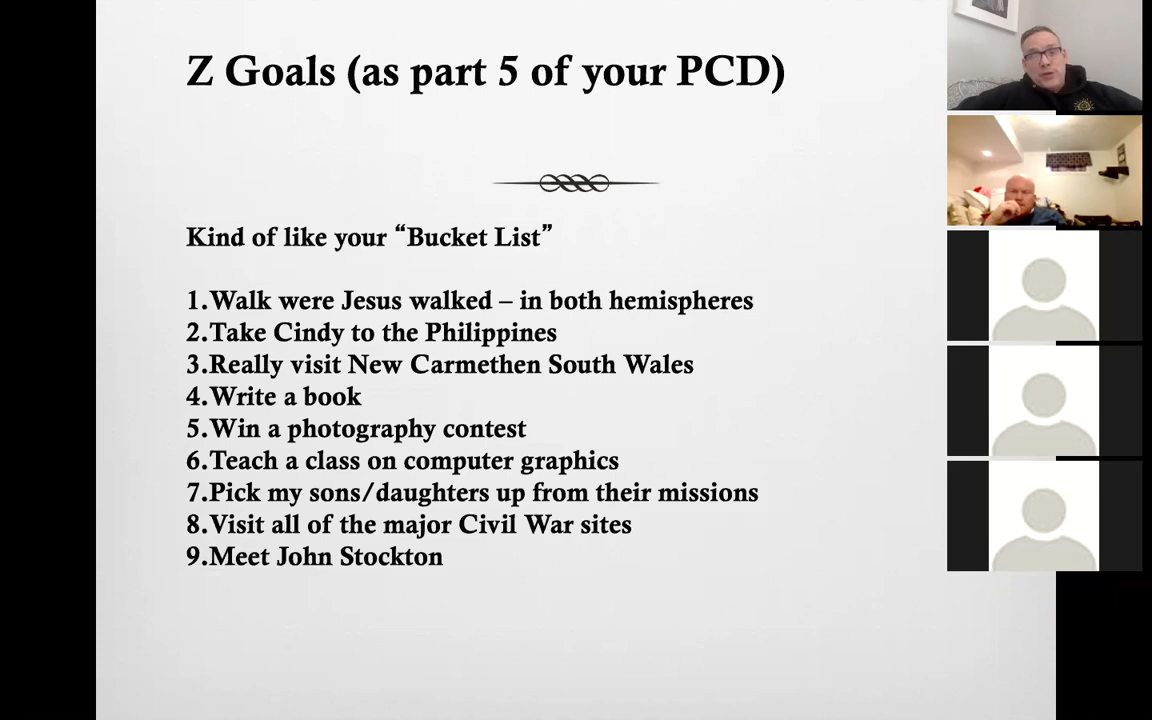 Z Goals (as part 5 of your PCD)
Kind of like your “Bucket List”
1.Walk were Jesus walked – in both hemispheres
2.Take Cindy to the Philippines
3.Really visit New Carmethen South Wales
4.Write a book
5.Win a photography contest
6.Teach a class on computer graphics
7.Pick my sons/daughters up from their missions
8.Visit all of the major Civil War sites
9.Meet John Stockton